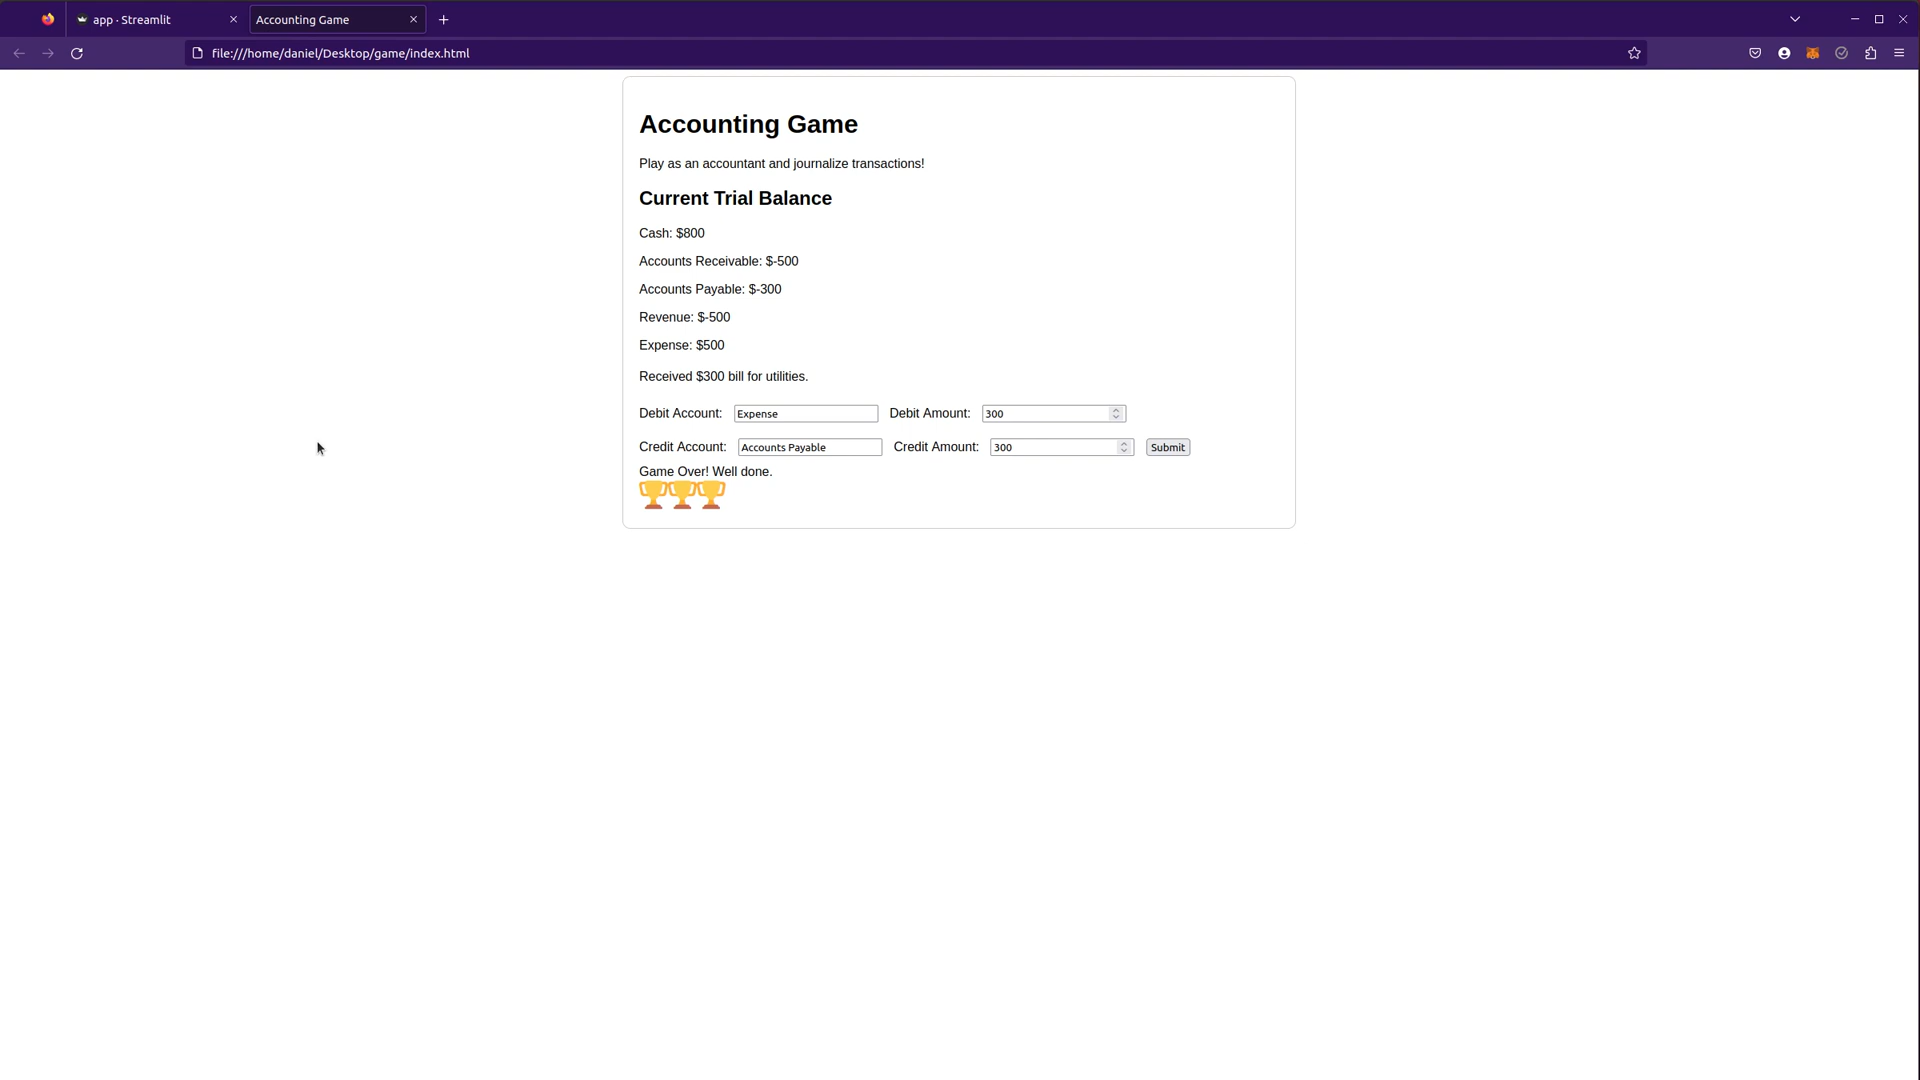 app · Streamlit
Accounting Game
file:///home/daniel/Desktop/game/index.html
Accounting Game
Play as an accountant and journalize transactions!
Current Trial Balance
Cash: $800
Accounts Receivable: $-500
Accounts Payable: $-300
Revenue: $-500
Expense: $500
Received $300 bill for utilities.
Debit Account: Expense Debit Amount: 300
Credit Account: Accounts Payable Credit Amount: 300 Submit
Game Over! Well done.